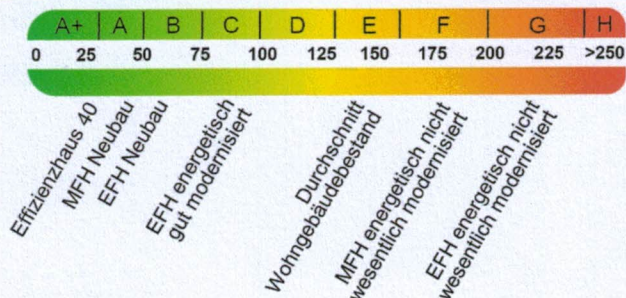 A+ A B C D E F G H
0 25 50 75 100 125 150 175 200 225 >250
Effizienzhaus 40
MFH Neubau
EFH Neubau
EFH energetisch
gut modernisiert
Durchschnitt
Wohngebäudebestand
MFH energetisch nicht
wesentlich modernisiert
EFH energetisch nicht
wesentlich modernisiert